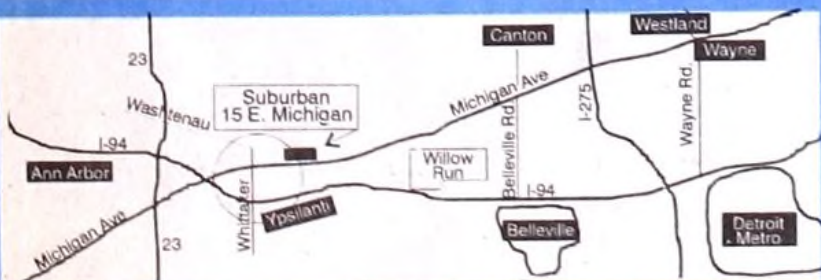 Westland
Canton
Wayne
23
Michigan Ave
Suburban
15 E. Michigan
Washtenau
I-275
Wayne Rd.
Belleville Rd.
I-94
Willow
Run
Ann Arbor
I-94
Whittaker
Ypsilanti
Belleville
Detroit
Metro
Michigan Ave
23